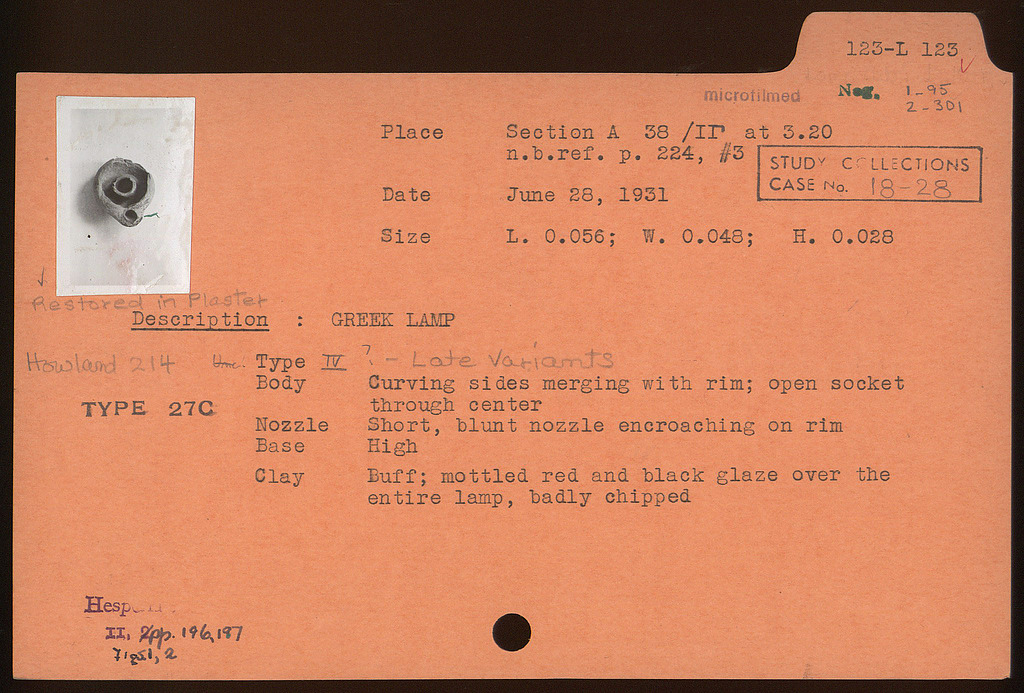 123-L 123
microfilmed
Neg. 1-95
2-301
Place Section A 38 /ΙΓ' at 3.20
n.b.ref. p. 224, #3
STUDY COLLECTIONS
CASE No. 18-28
Date June 28, 1931
Size L. 0.056; W. 0.048; H. 0.028
Restored in Plaster
Description : GREEK LAMP
Howland 214
Type IV ? - Late Variants
Body Curving sides merging with rim; open socket
through center
TYPE 27C
Nozzle Short, blunt nozzle encroaching on rim
Base High
Clay Buff; mottled red and black glaze over the
entire lamp, badly chipped
Hesp
II, pp. 196, 197